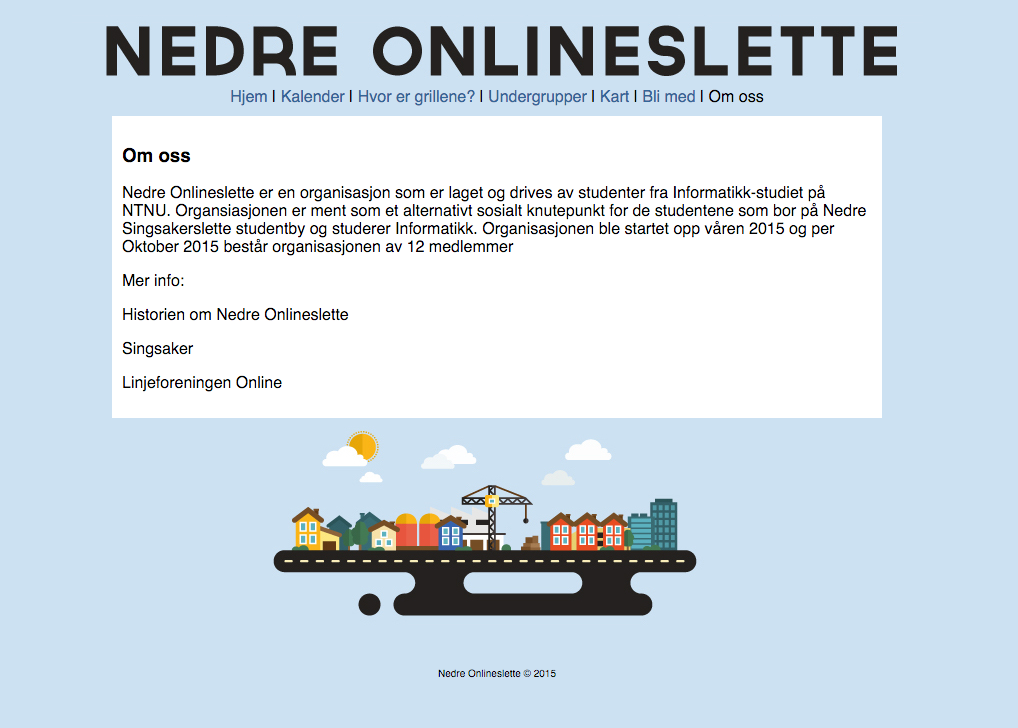 NEDRE ONLINESLETTE
Hjem | Kalender | Hvor er grillene? | Undergrupper | Kart | Bli med | Om oss
Om oss
Nedre Onlineslette er en organisasjon som er laget og drives av studenter fra Informatikk-studiet på
NTNU. Organsiasjonen er ment som et alternativt sosialt knutepunkt for de studentene som bor på Nedre
Singsakerslette studentby og studerer Informatikk. Organisasjonen ble startet opp våren 2015 og per
Oktober 2015 består organisasjonen av 12 medlemmer
Mer info:
Historien om Nedre Onlineslette
Singsaker
Linjeforeningen Online
Nedre Onlineslette © 2015